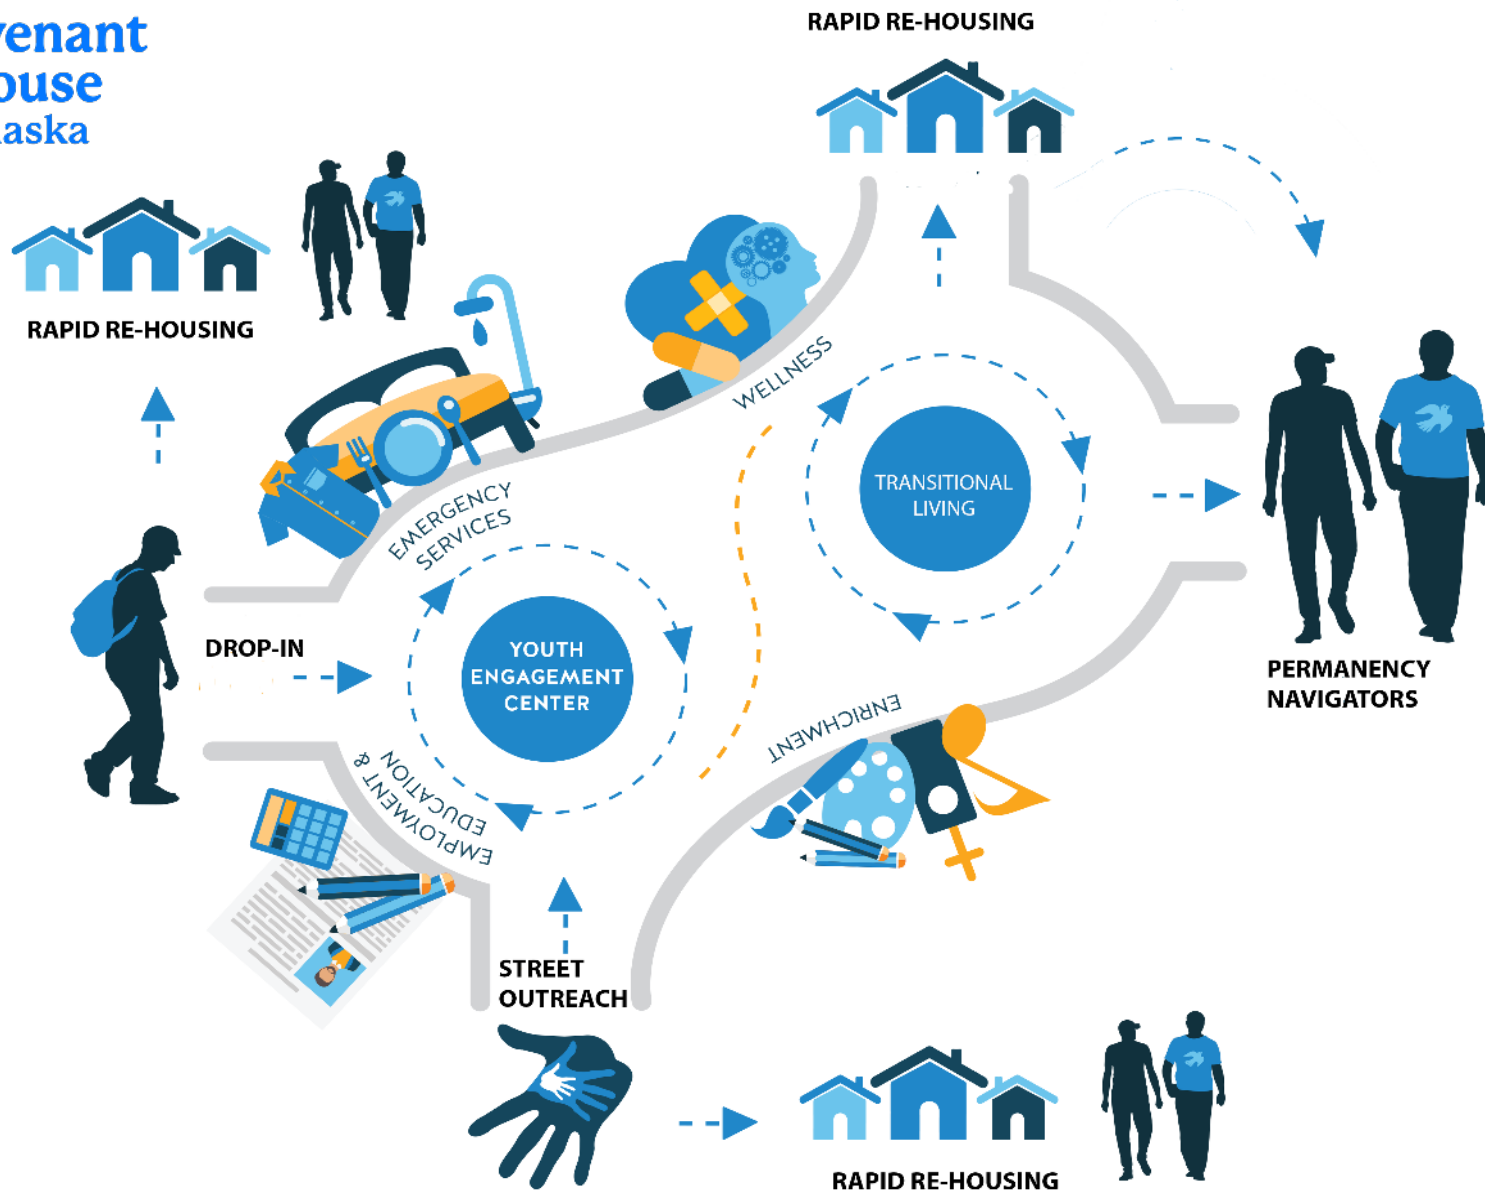 venant
ouse
aska
RAPID RE-HOUSING
RAPID RE-HOUSING
WELLNESS
EMERGENCY
SERVICES
TRANSITIONAL
LIVING
DROP-IN
YOUTH
ENGAGEMENT
CENTER
PERMANENCY
NAVIGATORS
ENRICHMENT
EMPLOYMENT &
EDUCATION
STREET
OUTREACH
RAPID RE-HOUSING